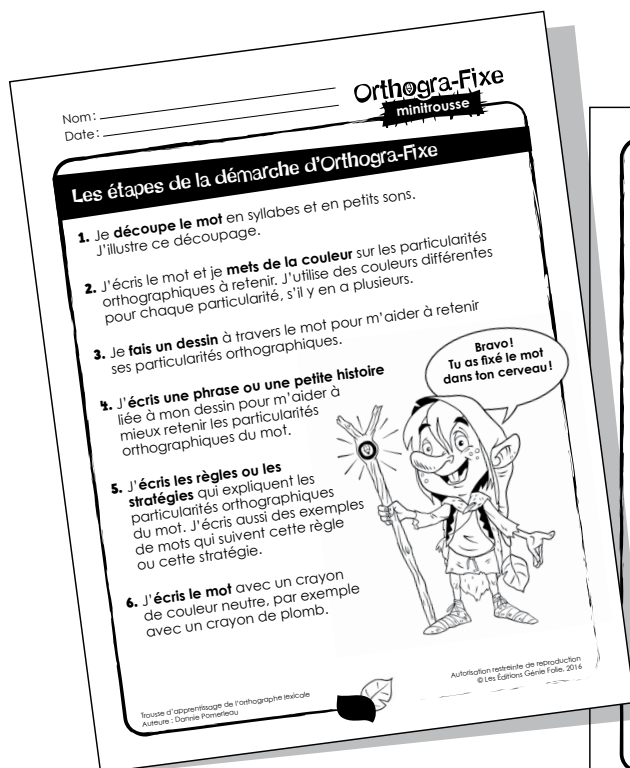 Nom:
Date:
Orthogra-Fixe
minitrousse
Les étapes de la démarche d'Orthogra-Fixe
1. Je découpe le mot en syllabes et en petits sons.
J'illustre ce découpage.
2. J'écris le mot et je mets de la couleur sur les particularités
orthographiques à retenir. J'utilise des couleurs différentes
pour chaque particularité, s'il y en a plusieurs.
3. Je fais un dessin à travers le mot pour m'aider à retenir
ses particularités orthographiques.
4. J'écris une phrase ou une petite histoire
liée à mon dessin pour m'aider à
mieux retenir les particularités
orthographiques du mot.
Bravo!
Tu as fixé le mot
dans ton cerveau!
5. J'écris les règles ou les
stratégies qui expliquent les
particularités orthographiques
du mot. J'écris aussi des exemples
de mots qui suivent cette règle
ou cette stratégie.
6. J'écris le mot avec un crayon
de couleur neutre, par exemple
avec un crayon de plomb.
Trousse d'apprentissage de l'orthographe lexicale
Auteure : Dannie Pomerleau
Autorisation restreinte de reproduction
© Les Éditions Génie Folie, 2016